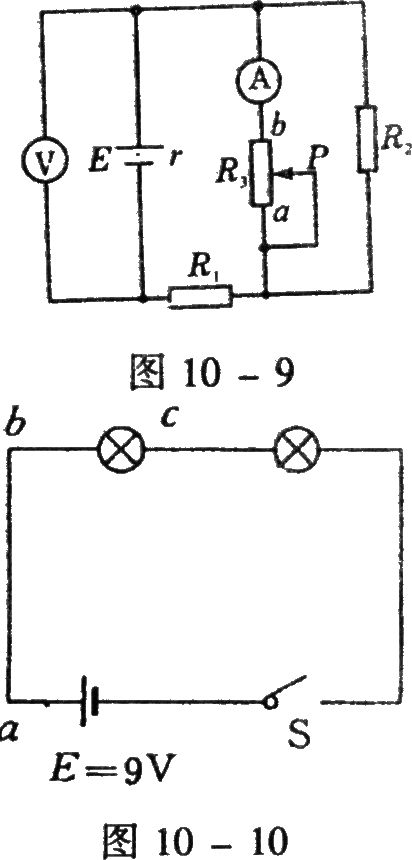 A
b
V E r R₃ P R₂
a
R₁
图 10 – 9
b c
a S
E=9V
图 10 – 10